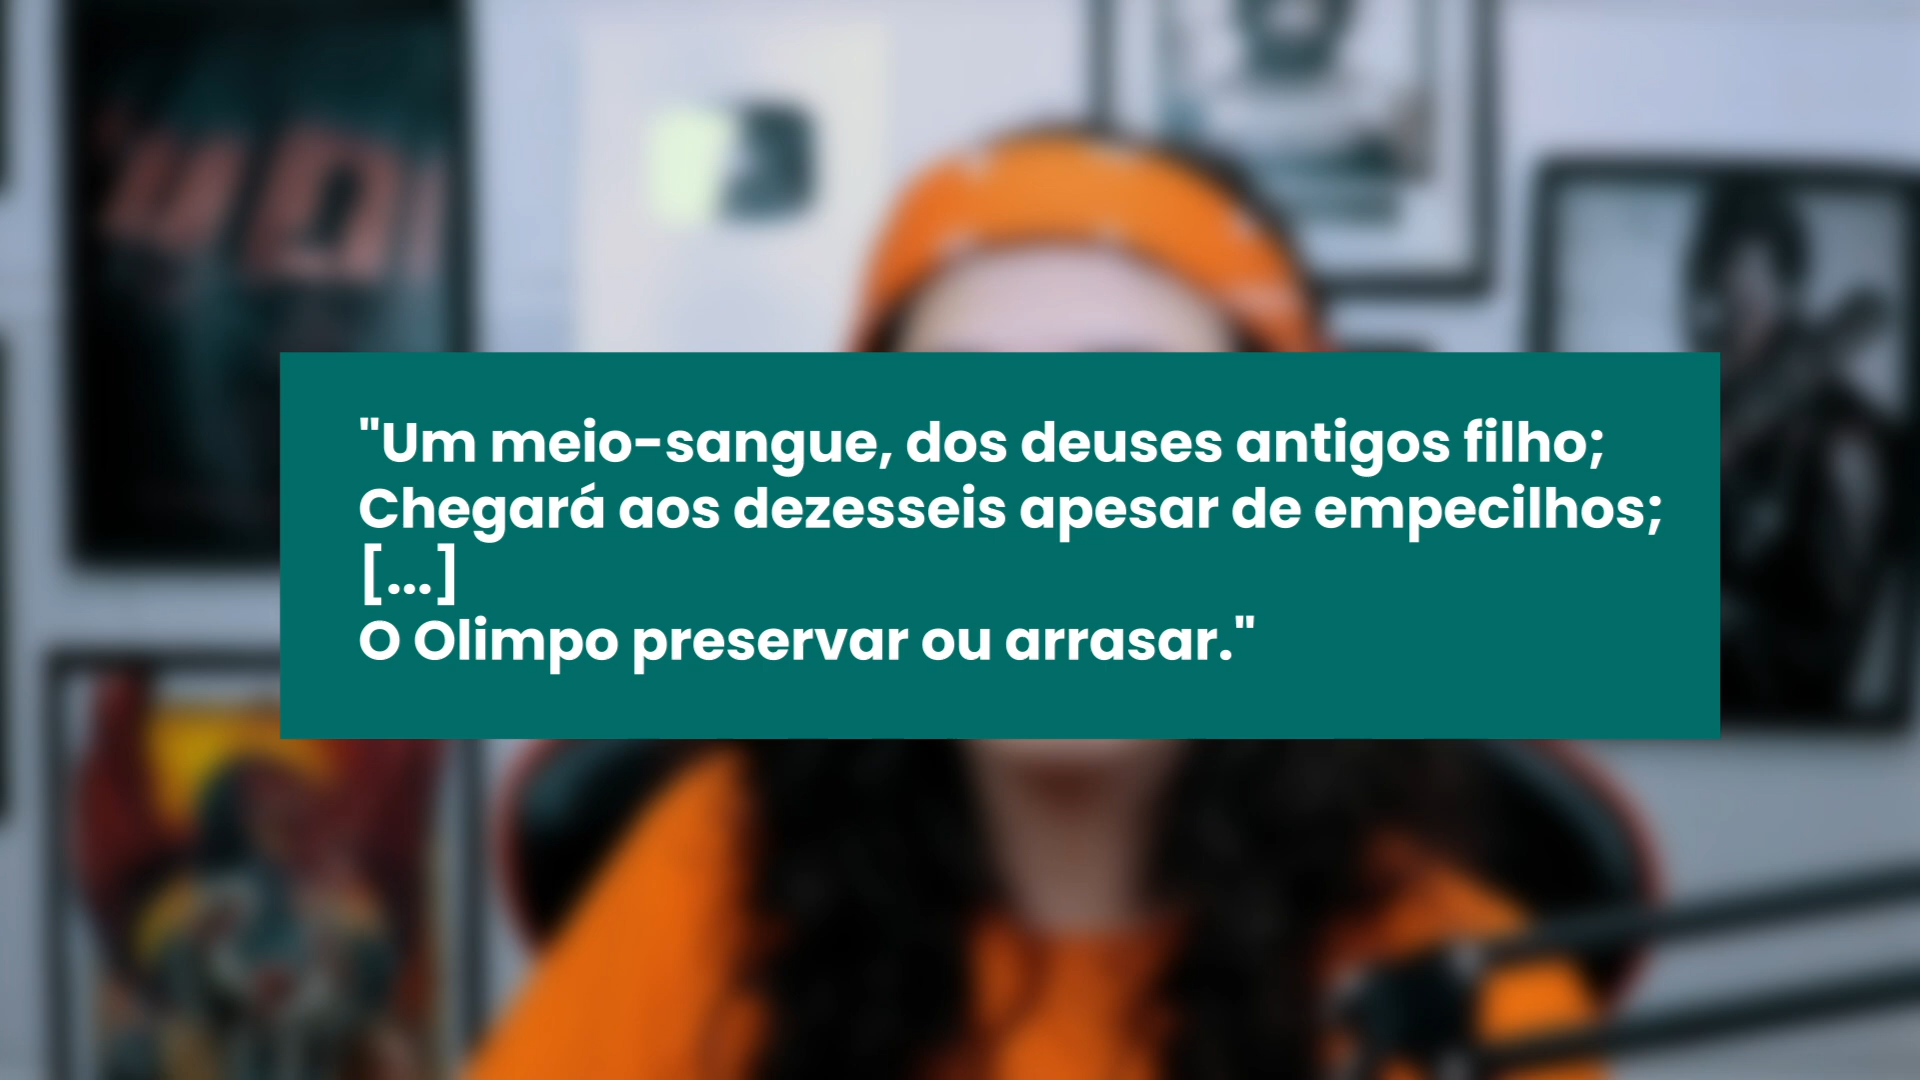 "Um meio-sangue, dos deuses antigos filho;
Chegará aos dezesseis apesar de empecilhos;
[...]
O Olimpo preservar ou arrasar."